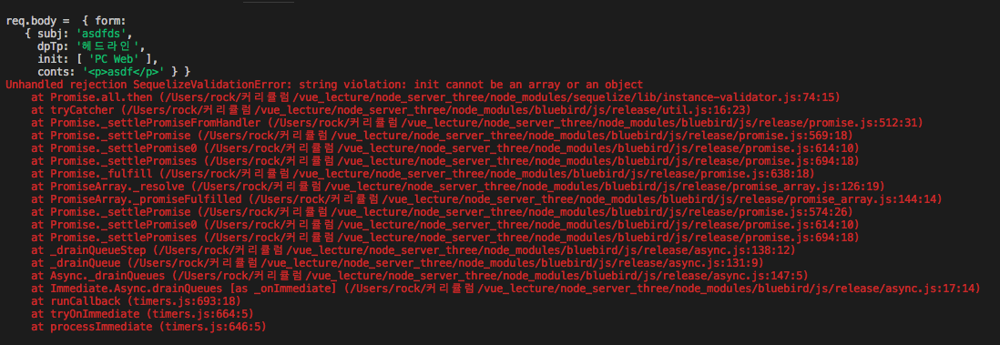 req.body =  { form:
   { subj: 'asdfds',
     dpTp: '헤드라인',
     init: [ 'PC Web' ],
     conts: '<p>asdf</p>' } }
Unhandled rejection SequelizeValidationError: string violation: init cannot be an array or an object
    at Promise.all.then (/Users/rock/커리큘럼/vue_lecture/node_server_three/node_modules/sequelize/lib/instance-validator.js:74:15)
    at tryCatcher (/Users/rock/커리큘럼/vue_lecture/node_server_three/node_modules/bluebird/js/release/util.js:16:23)
    at Promise._settlePromiseFromHandler (/Users/rock/커리큘럼/vue_lecture/node_server_three/node_modules/bluebird/js/release/promise.js:512:31)
    at Promise._settlePromise (/Users/rock/커리큘럼/vue_lecture/node_server_three/node_modules/bluebird/js/release/promise.js:569:18)
    at Promise._settlePromise0 (/Users/rock/커리큘럼/vue_lecture/node_server_three/node_modules/bluebird/js/release/promise.js:614:10)
    at Promise._settlePromises (/Users/rock/커리큘럼/vue_lecture/node_server_three/node_modules/bluebird/js/release/promise.js:694:18)
    at Promise._fulfill (/Users/rock/커리큘럼/vue_lecture/node_server_three/node_modules/bluebird/js/release/promise.js:638:18)
    at PromiseArray._resolve (/Users/rock/커리큘럼/vue_lecture/node_server_three/node_modules/bluebird/js/release/promise_array.js:126:19)
    at PromiseArray._promiseFulfilled (/Users/rock/커리큘럼/vue_lecture/node_server_three/node_modules/bluebird/js/release/promise_array.js:144:14)
    at Promise._settlePromise (/Users/rock/커리큘럼/vue_lecture/node_server_three/node_modules/bluebird/js/release/promise.js:574:26)
    at Promise._settlePromise0 (/Users/rock/커리큘럼/vue_lecture/node_server_three/node_modules/bluebird/js/release/promise.js:614:10)
    at Promise._settlePromises (/Users/rock/커리큘럼/vue_lecture/node_server_three/node_modules/bluebird/js/release/promise.js:694:18)
    at _drainQueueStep (/Users/rock/커리큘럼/vue_lecture/node_server_three/node_modules/bluebird/js/release/async.js:138:12)
    at _drainQueue (/Users/rock/커리큘럼/vue_lecture/node_server_three/node_modules/bluebird/js/release/async.js:131:9)
    at Async._drainQueues (/Users/rock/커리큘럼/vue_lecture/node_server_three/node_modules/bluebird/js/release/async.js:147:5)
    at Immediate.Async.drainQueues [as _onImmediate] (/Users/rock/커리큘럼/vue_lecture/node_server_three/node_modules/bluebird/js/release/async.js:17:14)
    at runCallback (timers.js:693:18)
    at tryOnImmediate (timers.js:664:5)
    at processImmediate (timers.js:646:5)